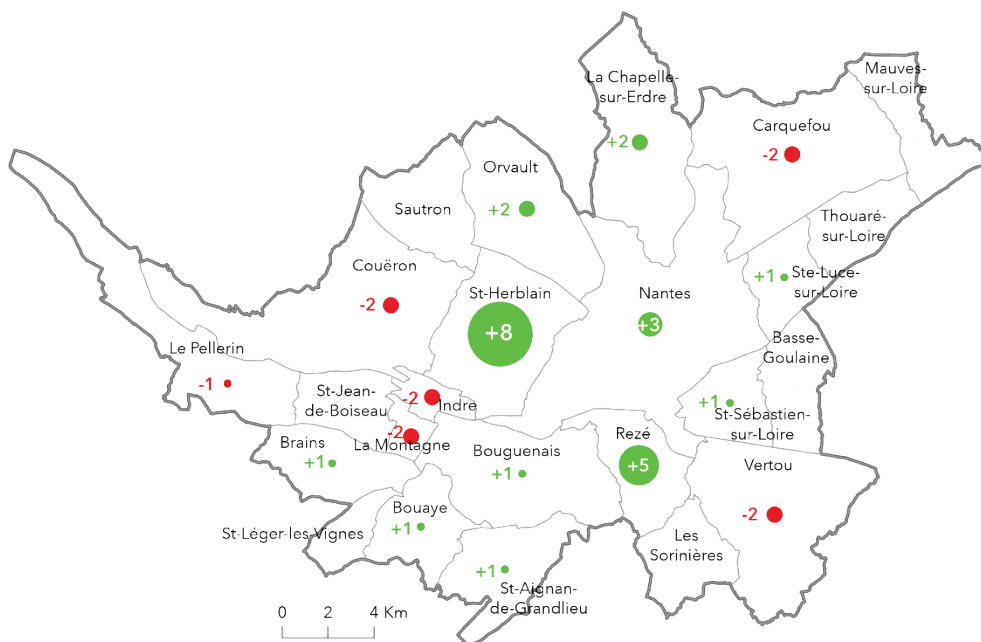 La Chapelle-
sur-Erdre
+2
Mauves-
sur-Loire
Carquefou
-2
Orvault
+2
Sautron
Thouaré-
sur-Loire
Couëron
-2
St-Herblain
+8
Nantes
+3
+1
Ste-Luce-
sur-Loire
Basse-
Goulaine
Le Pellerin
-1
St-Jean-
de-Boiseau
-2
Indre
-2
La Montagne
+1
St-Sébastien-
sur-Loire
Brains
+1
Bouguenais
+1
Rezé
+5
Vertou
-2
Bouaye
+1
St-Léger-les-Vignes
Les
Sorinières
+1
St-Aignan-
de-Grandlieu
0 2 4 Km